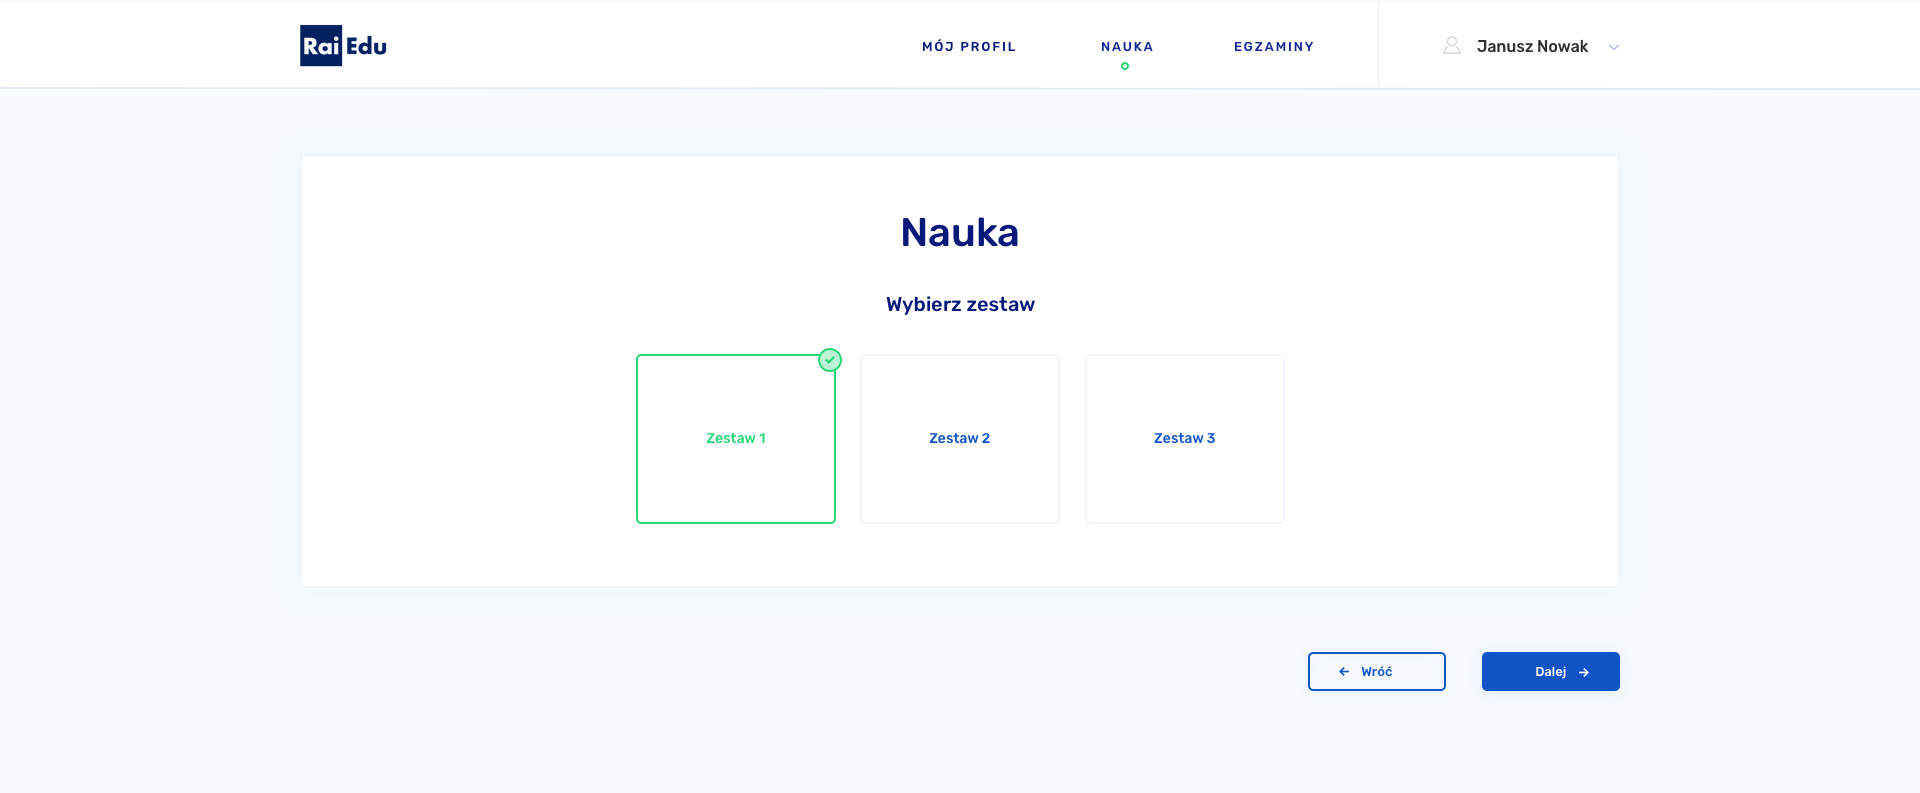 Rai Edu
MÓJ PROFIL
NAUKA
EGZAMINY
Janusz Nowak
Nauka
Wybierz zestaw
Zestaw 1
Zestaw 2
Zestaw 3
Wróć
Dalej